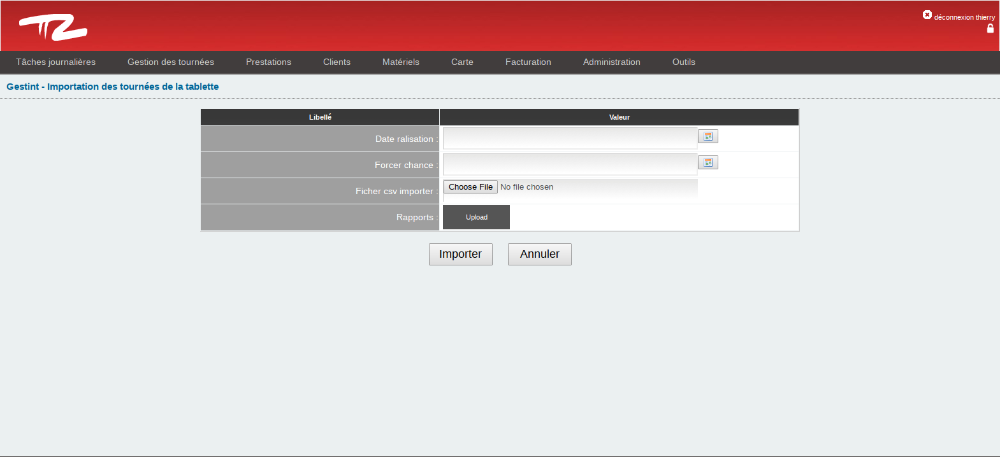 TZ
déconnexion thierry
Tâches journalières Gestion des tournées Prestations Clients Matériels Carte Facturation Administration Outils
Gestint - Importation des tournées de la tablette
Libellé Valeur
Date ralisation :
Forcer chance :
Ficher csv importer : Choose File No file chosen
Rapports : Upload
Importer Annuler